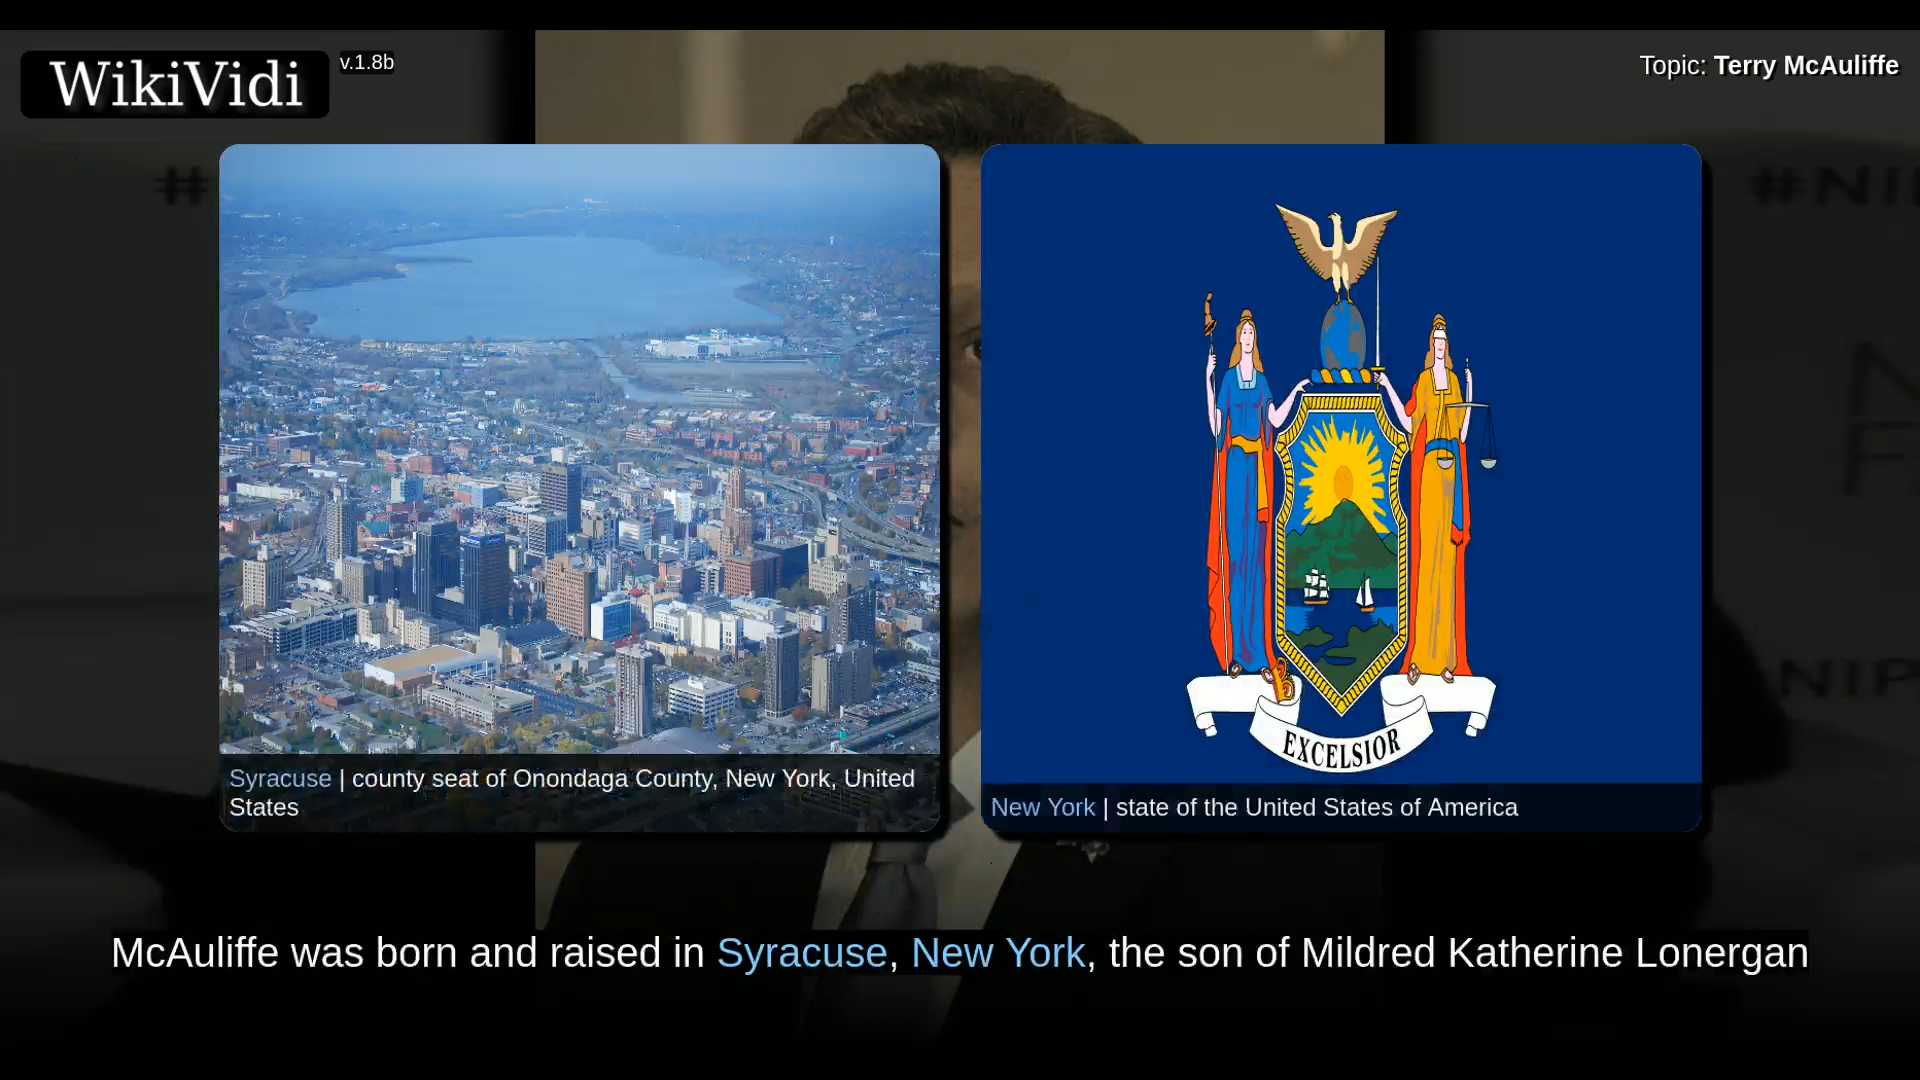 WikiVidi
v.1.8b
Topic: Terry McAuliffe
#
#NI
N
F
NIP
EXCELSIOR
Syracuse | county seat of Onondaga County, New York, United
States
New York | state of the United States of America
McAuliffe was born and raised in Syracuse, New York, the son of Mildred Katherine Lonergan